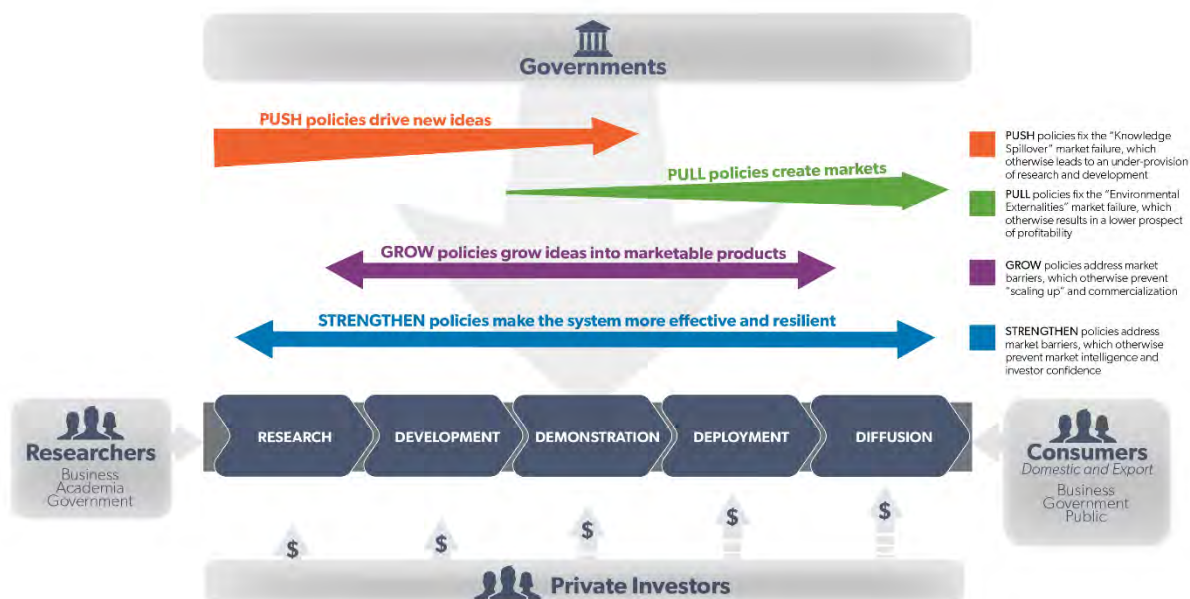 Governments
PUSH policies drive new ideas
PULL policies create markets
GROW policies grow ideas into marketable products
STRENGTHEN policies make the system more effective and resilient
PUSH policies fix the “Knowledge
Spillover” market failure, which
otherwise leads to an under-provision
of research and development
PULL policies fix the “Environmental
Externalities” market failure, which
otherwise results in a lower prospect
of profitability
GROW policies address market
barriers, which otherwise prevent
“scaling up” and commercialization
STRENGTHEN policies address
market barriers, which otherwise
prevent market intelligence and
investor confidence
Researchers
Business
Academia
Government
RESEARCH
DEVELOPMENT
DEMONSTRATION
DEPLOYMENT
DIFFUSION
Consumers
Domestic and Export
Business
Government
Public
$
$
$
$
$
Private Investors